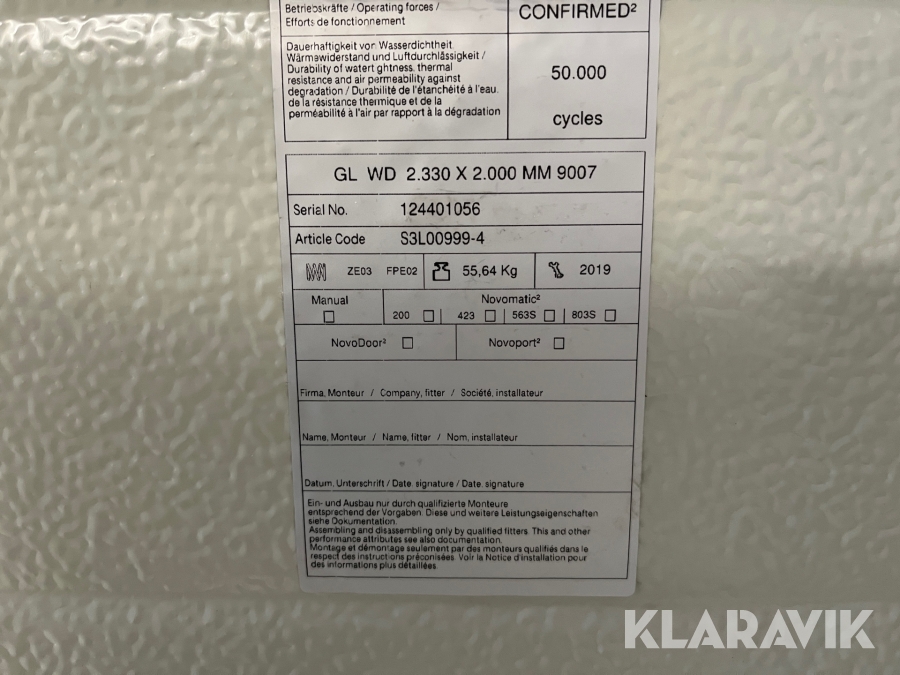 Betriebskräfte / Operating forces /
Efforts de fonctionnement
CONFIRMED²
Dauerhaftigkeit von Wasserdichtheit
Wärmawiderstand und Luftdurchlässigkeit /
Durability of watert ghtness, thermal
resistance and air permeability against
degradation / Durabilité de l'étanchéité à l'eau,
de la résistance thermique et de la
perméabilité à l'air par rapport à la dégradation
50.000
cycles
GL WD 2.330 X 2.000 MM 9007
Serial No. 124401056
Article Code S3L00999-4
ZE03 FPE02 55,64 Kg 2019
Manual
Novomatic²
200 423 563S 803S
NovoDoor² Novoport²
Firma, Monteur / Company, fitter / Société, installateur
Name, Monteur / Name, fitter / Nom, installateur
Datum, Unterschrift / Date, signature / Date, signature
Ein- und Ausbau nur durch qualifizierte Monteure
entsprechend der Vorgaben. Diese und weitere Leistungseigenschaften
siehe Dokumentation.
Assembling and disassembling only by qualified fitters. This and other
performance attributes see also documentation.
Montage et démontage seulement par des monteurs qualifiés dans le
respect des instructions préconisées. Voir la Notice d'installation pour
des informations plus détaillées
KLARAVIK